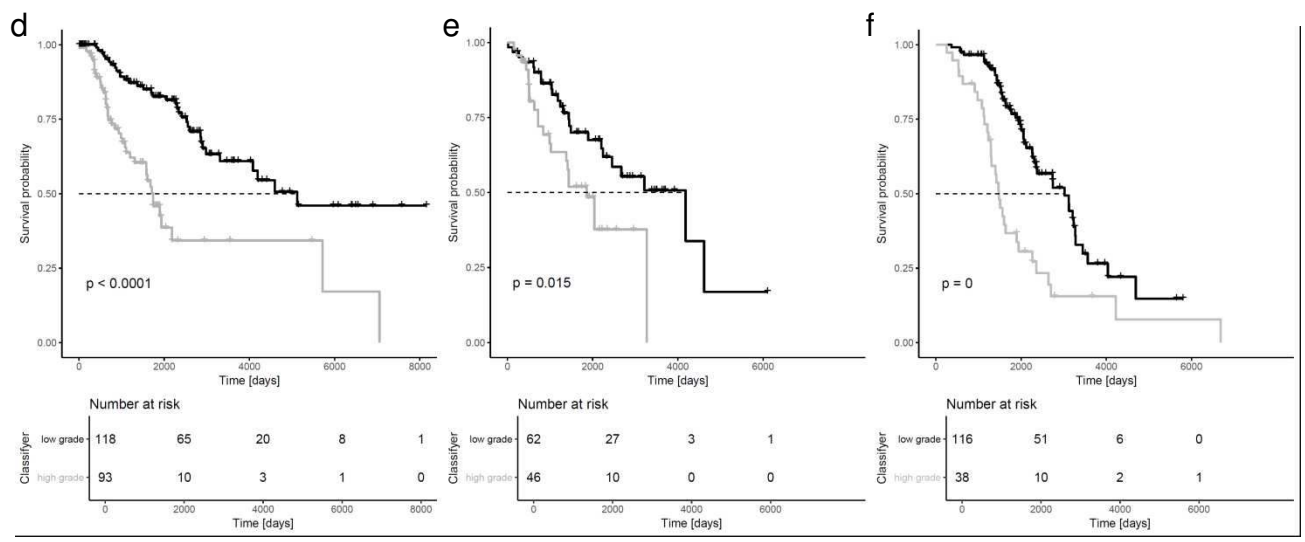 d
1.00
0.75
0.50
0.25
0.00
Survival probability
p < 0.0001
0 2000 4000 6000 8000
Time [days]
Number at risk
Classifyer
low grade 118 65 20 8 1
high grade 93 10 3 1 0
0 2000 4000 6000 8000
Time [days]
e
1.00
0.75
0.50
0.25
0.00
Survival probability
p = 0.015
0 2000 4000 6000
Time [days]
Number at risk
Classifyer
low grade 62 27 3 1
high grade 46 10 0 0
0 2000 4000 6000
Time [days]
f
1.00
0.75
0.50
0.25
0.00
Survival probability
p = 0
0 2000 4000 6000
Time [days]
Number at risk
Classifyer
low grade 116 51 6 0
high grade 38 10 2 1
0 2000 4000 6000
Time [days]